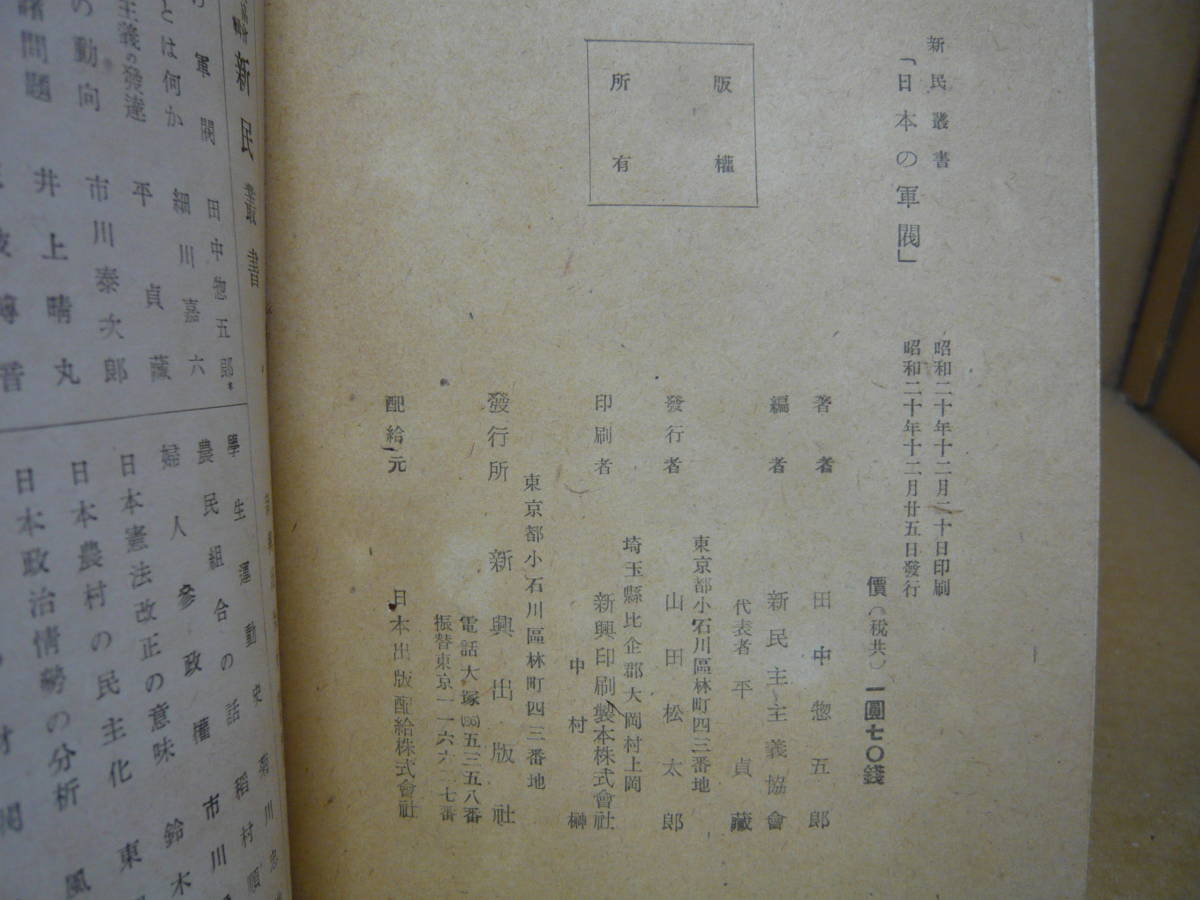 新民叢書
「日本の軍閥」
昭和二十年十二月二十日印刷
昭和二十年十二月廿五日發行
價(税共)一圓七〇錢
版權
所有
著者 田中惣五郎
編者 新民主主義協會
代表者 平貞藏
東京都小石川區林町四三番地
發行者 山田松太郎
埼玉縣比企郡大岡村上岡
印刷者 新興印刷製本株式會社
中村榊
東京都小石川區林町四三番地
發行所 新興出版社
電話大塚(86)五三五八番
振替東京一一六六二七番
配給元 日本出版配給株式會社
新民叢書
軍閥 田中惣五郎
とは何か 細川嘉六
主義の發達 平貞藏
の動向 市川泰次郎
諸問題 井上晴丸
學生運動史 菊川忠
農民組合の話 稻村順
婦人參政權 市川
日本憲法改正の意味 鈴木
日本農村の民主化 東
日本政治情勢の分析 風